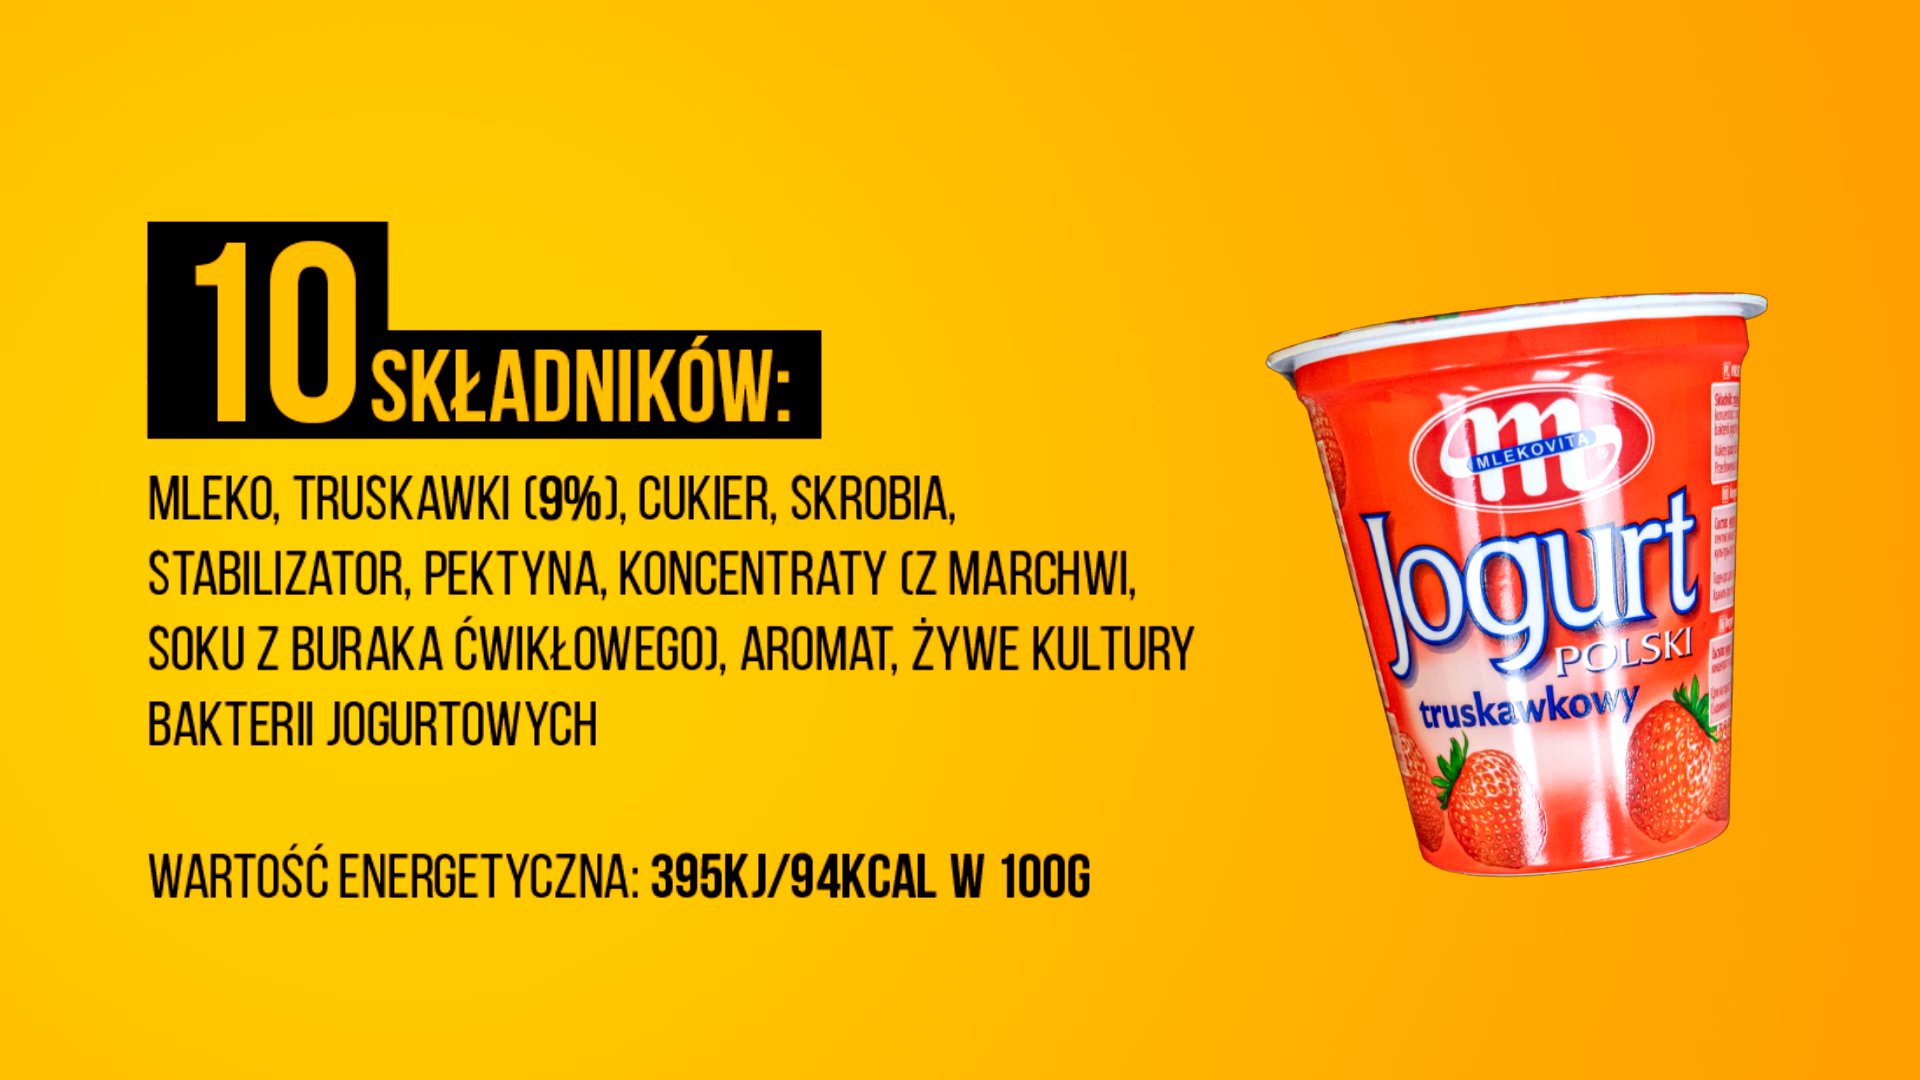 10 SKŁADNIKÓW:
MLEKO, TRUSKAWKI (9%), CUKIER, SKROBIA,
STABILIZATOR, PEKTYNA, KONCENTRATY (Z MARCHWI,
SOKU Z BURAKA ĆWIKŁOWEGO), AROMAT, ŻYWE KULTURY
BAKTERII JOGURTOWYCH
WARTOŚĆ ENERGETYCZNA: 395KJ/94KCAL W 100G
m
MLEKOVITA
®
Jogurt
POLSKI
truskawkowy